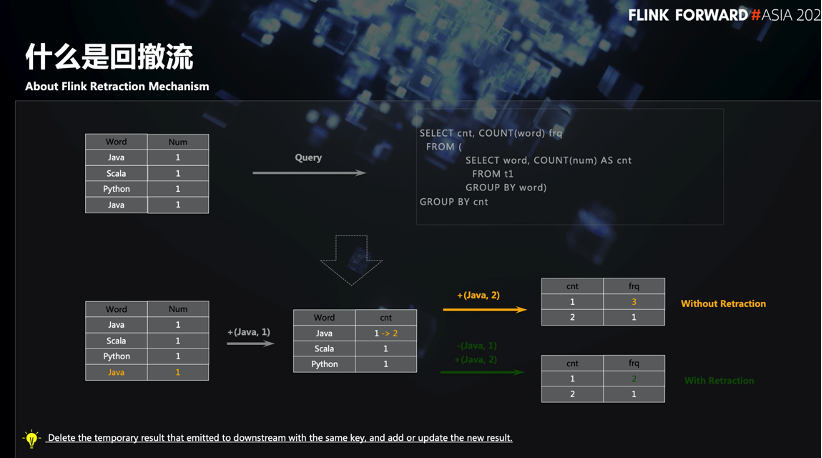 FLINK FORWARD #ASIA 202
什么是回撤流
About Flink Retraction Mechanism
Word Num
Java 1
Scala 1
Python 1
Java 1
Query
SELECT cnt, COUNT(word) frq
FROM (
SELECT word, COUNT(num) AS cnt
FROM t1
GROUP BY word)
GROUP BY cnt
Word Num
Java 1
Scala 1
Python 1
Java 1
+(Java, 1)
Word cnt
Java 1 -> 2
Scala 1
Python 1
+(Java, 2)
cnt frq
1 3
2 1
Without Retraction
-(Java, 1)
+(Java, 2)
cnt frq
1 2
2 1
With Retraction
Delete the temporary result that emitted to downstream with the same key, and add or update the new result.